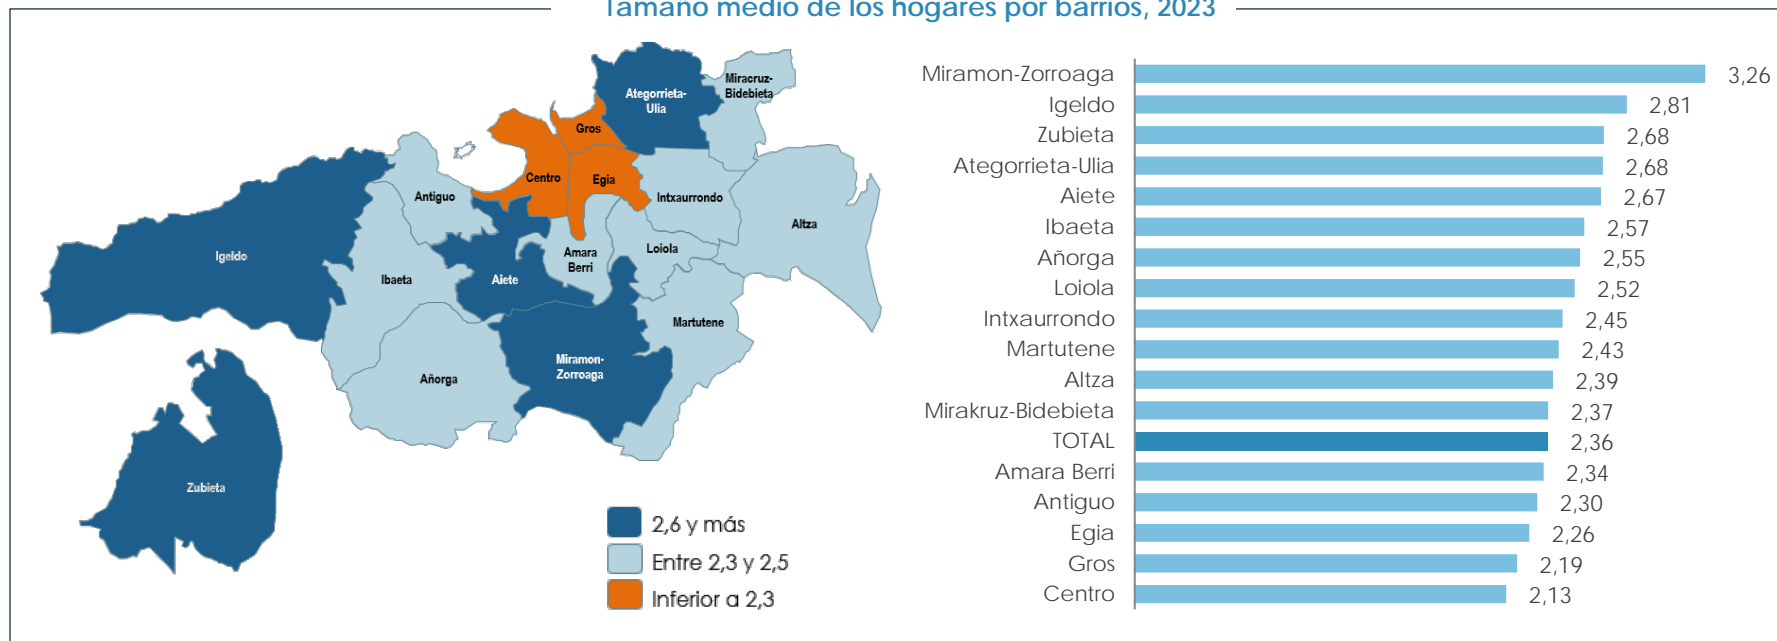 Tamaño medio de los hogares por barrios, 2023
Miracruz-
Bidebieta
Ategorrieta-
Ulia
Gros
Centro
Egia
Antiguo
Intxaurrondo
Altza
Igeldo
Amara
Berri
Loiola
Ibaeta
Aiete
Martutene
Miramon-
Zorroaga
Añorga
Zubieta
2,6 y más
Entre 2,3 y 2,5
Inferior a 2,3
Miramon-Zorroaga 3,26
Igeldo 2,81
Zubieta 2,68
Ategorrieta-Ulia 2,68
Aiete 2,67
Ibaeta 2,57
Añorga 2,55
Loiola 2,52
Intxaurrondo 2,45
Martutene 2,43
Altza 2,39
Mirakruz-Bidebieta 2,37
TOTAL 2,36
Amara Berri 2,34
Antiguo 2,30
Egia 2,26
Gros 2,19
Centro 2,13